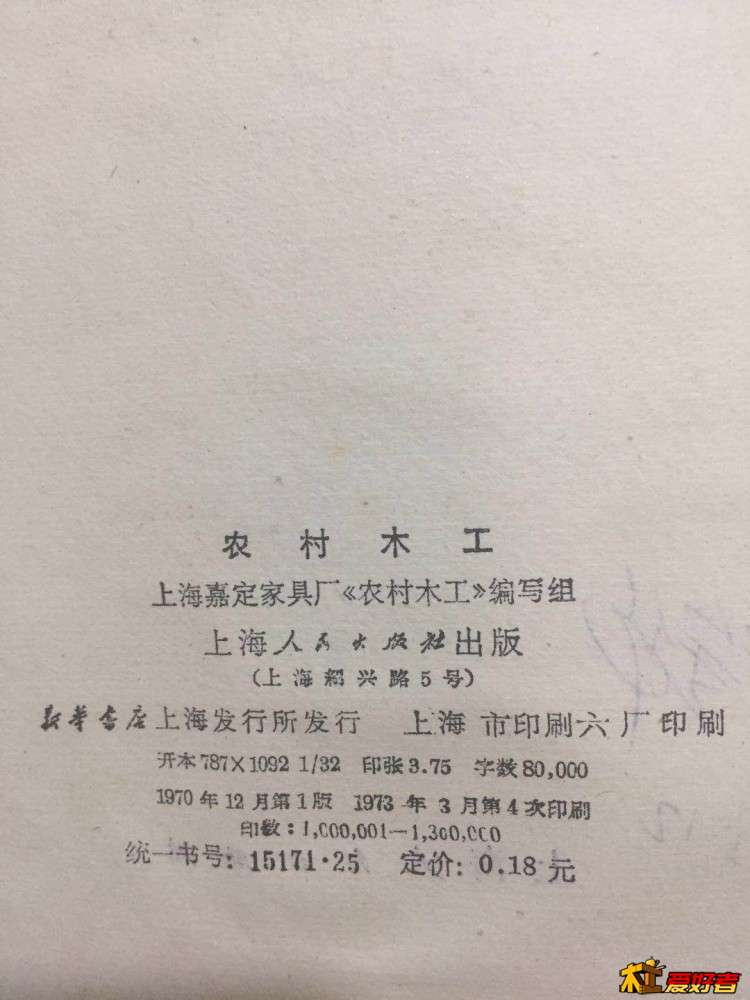 农村木工
上海嘉定家具厂《农村木工》编写组
上海人民出版社出版
(上海绍兴路5号)
新华书店上海发行所发行 上海市印刷六厂印刷
开本787×1092 1/32 印张3.75 字数80,000
1970年12月第1版 1973年3月第4次印刷
印数:1,000,001—1,300,000
统一书号:15171·25 定价:0.18元
木工爱好者